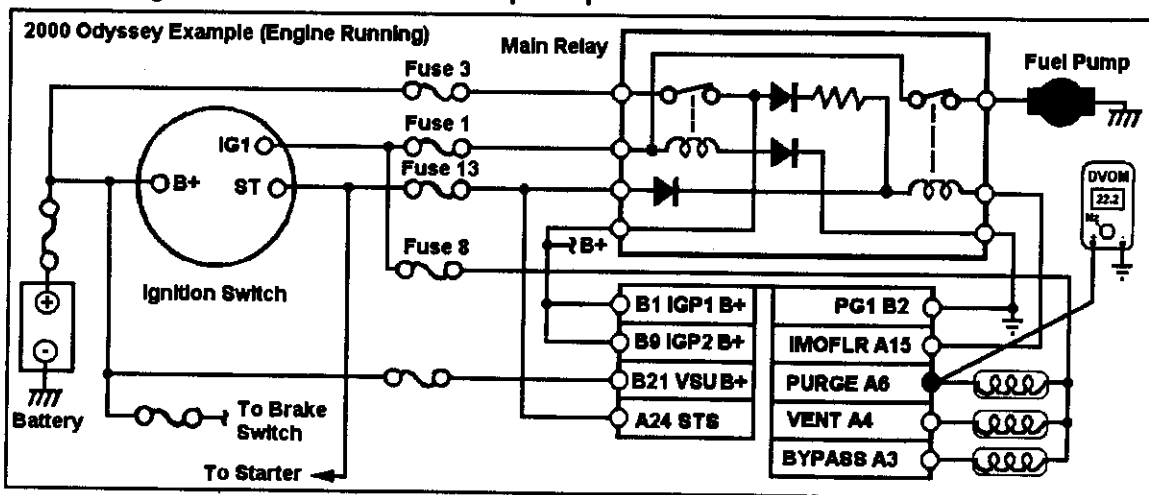 2000 Odyssey Example (Engine Running)
Main Relay
Fuse 3
Fuel Pump
Fuse 1
IG1
Fuse 13
B+
ST
DVOM
22.2
Hz
+ -
Fuse 8
B+
Ignition Switch
+
-
B1 IGP1 B+
PG1 B2
B9 IGP2 B+
IMOFLR A15
B21 VSU B+
PURGE A6
Battery
To Brake
Switch
A24 STS
VENT A4
BYPASS A3
To Starter